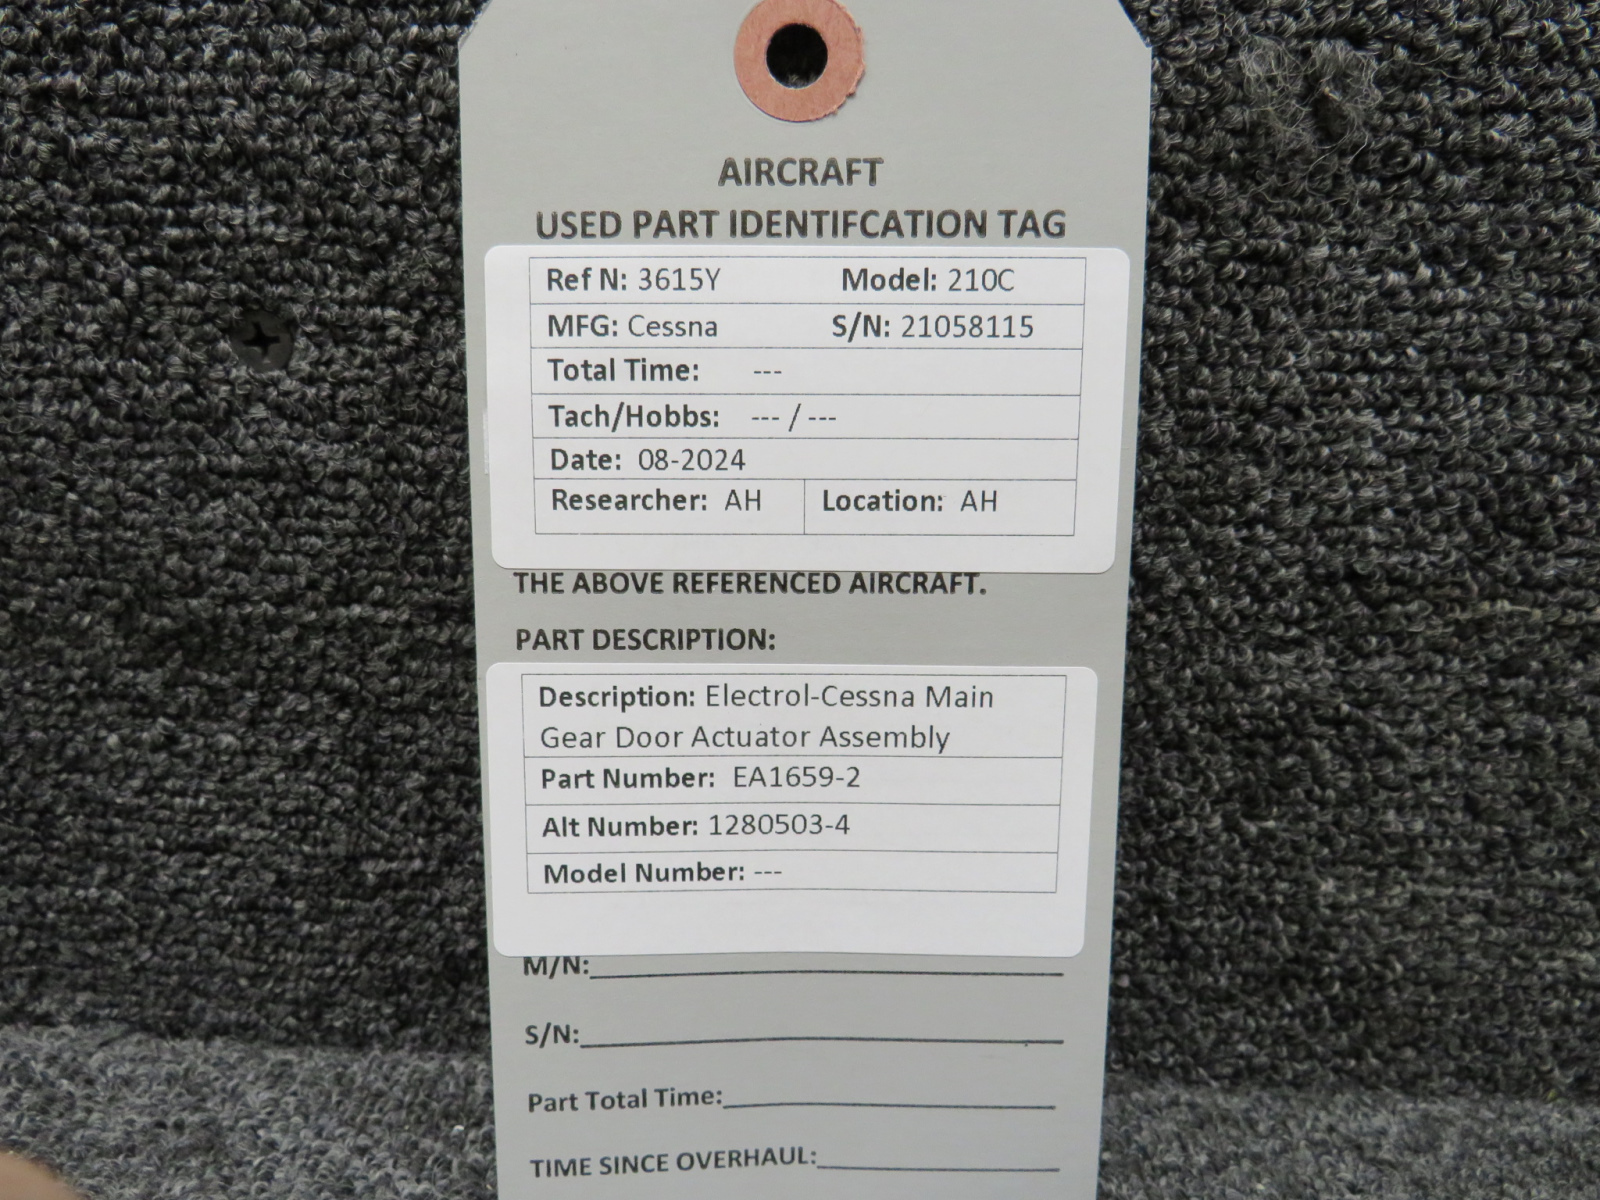 AIRCRAFT
USED PART IDENTIFCATION TAG
Ref N: 3615Y Model: 210C
MFG: Cessna S/N: 21058115
Total Time: ---
Tach/Hobbs: --- / ---
Date: 08-2024
Researcher: AH Location: AH
THE ABOVE REFERENCED AIRCRAFT.
PART DESCRIPTION:
Description: Electrol-Cessna Main
Gear Door Actuator Assembly
Part Number: EA1659-2
Alt Number: 1280503-4
Model Number: ---
M/N:
S/N:
Part Total Time:
TIME SINCE OVERHAUL: